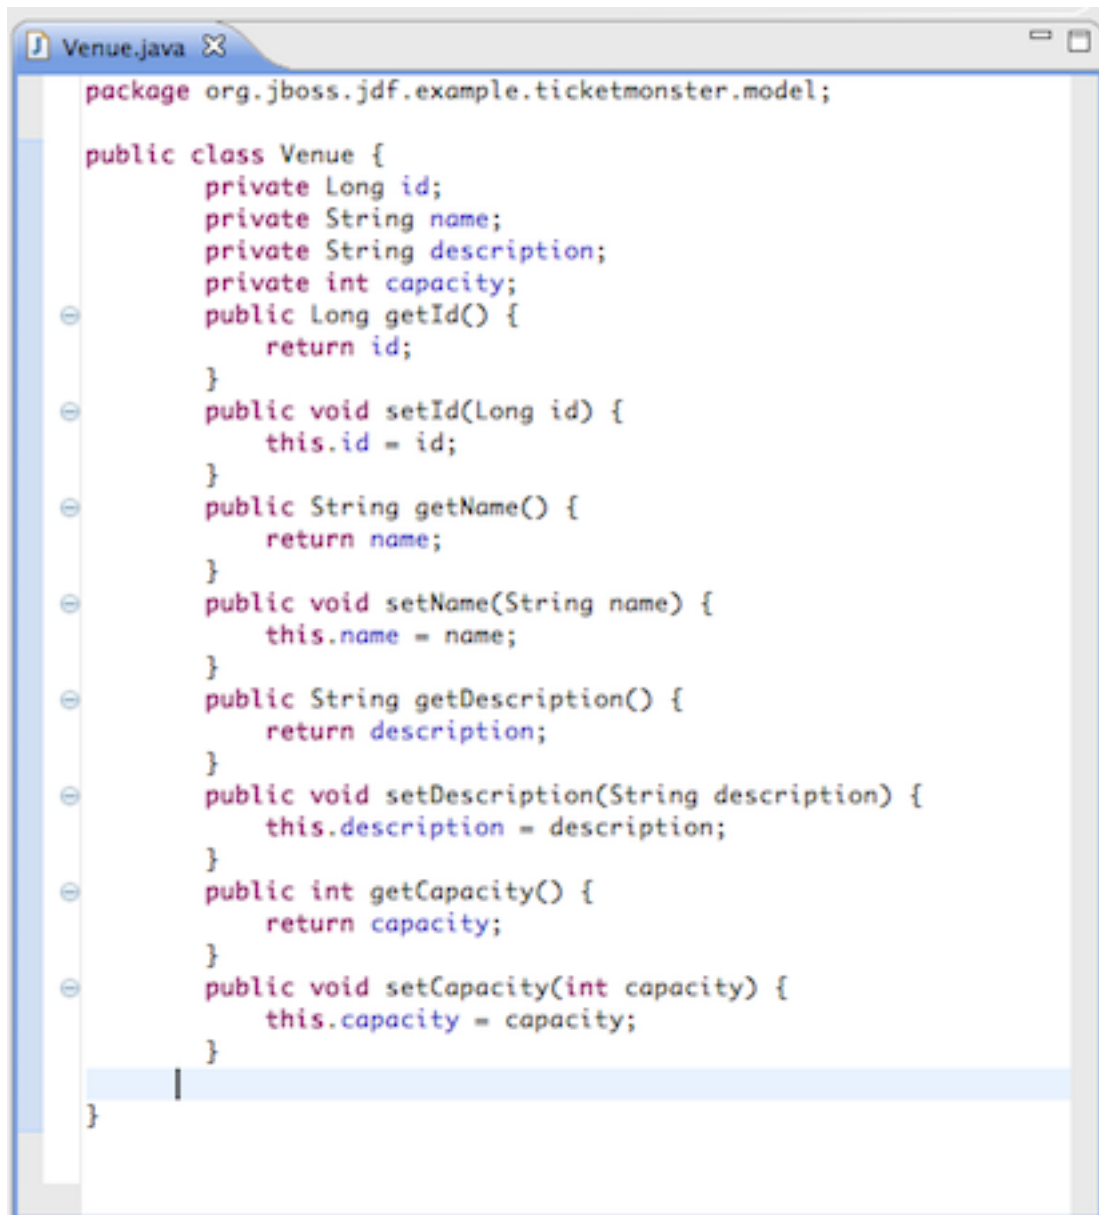 Venue.java
package org.jboss.jdf.example.ticketmonster.model;
public class Venue {
private Long id;
private String name;
private String description;
private int capacity;
public Long getId() {
return id;
}
public void setId(Long id) {
this.id = id;
}
public String getName() {
return name;
}
public void setName(String name) {
this.name = name;
}
public String getDescription() {
return description;
}
public void setDescription(String description) {
this.description = description;
}
public int getCapacity() {
return capacity;
}
public void setCapacity(int capacity) {
this.capacity = capacity;
}
}